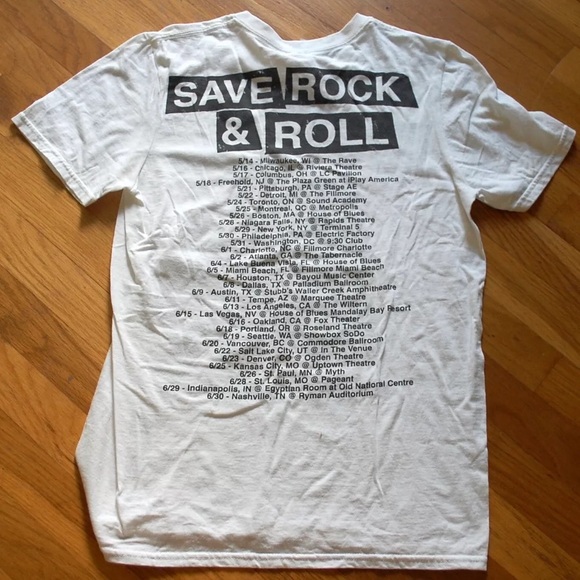 SAVE ROCK
& ROLL
5/14 - Milwaukee, WI @ The Rave
5/16 - Chicago, IL @ Riviera Theatre
5/17 - Columbus, OH @ LC Pavilion
5/18 - Freehold, NJ @ The Plaza Green at iPlay America
5/21 - Pittsburgh, PA @ Stage AE
5/22 - Detroit, MI @ The Fillmore
5/24 - Toronto, ON @ Sound Academy
5/25 - Montreal, QC @ Metropolis
5/26 - Boston, MA @ House of Blues
5/28 - Niagara Falls, NY @ Rapids Theatre
5/29 - New York, NY @ Terminal 5
5/30 - Philadelphia, PA @ Electric Factory
5/31 - Washington, DC @ 9:30 Club
6/1 - Charlotte, NC @ Fillmore Charlotte
6/2 - Atlanta, GA @ The Tabernacle
6/4 - Lake Buena Vista, FL @ House of Blues
6/5 - Miami Beach, FL @ Fillmore Miami Beach
6/7 - Houston, TX @ Bayou Music Center
6/8 - Dallas, TX @ Palladium Ballroom
6/9 - Austin, TX @ Stubb's Waller Creek Amphitheatre
6/11 - Tempe, AZ @ Marquee Theatre
6/13 - Los Angeles, CA @ The Wiltern
6/15 - Las Vegas, NV @ House of Blues Mandalay Bay Resort
6/16 - Oakland, CA @ Fox Theater
6/18 - Portland, OR @ Roseland Theatre
6/19 - Seattle, WA @ Showbox SoDo
6/20 - Vancouver, BC @ Commodore Ballroom
6/22 - Salt Lake City, UT @ In The Venue
6/23 - Denver, CO @ Ogden Theatre
6/25 - Kansas City, MO @ Uptown Theatre
6/26 - St. Paul, MN @ Myth
6/28 - St. Louis, MO @ Pageant
6/29 - Indianapolis, IN @ Egyptian Room at Old National Centre
6/30 - Nashville, TN @ Ryman Auditorium